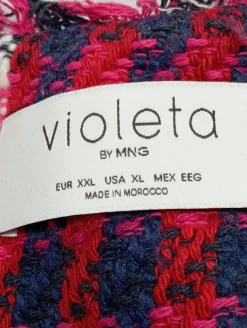 violeta
BY MNG
EUR XXL USA XL MEX EEG
MADE IN MOROCCO